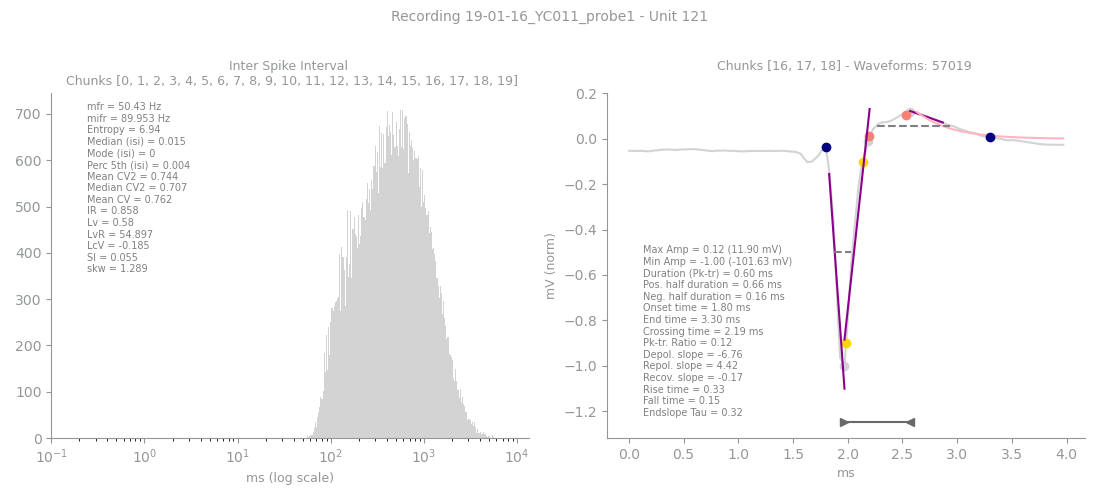 Recording 19-01-16_YC011_probe1 - Unit 121
Inter Spike Interval
Chunks [0, 1, 2, 3, 4, 5, 6, 7, 8, 9, 10, 11, 12, 13, 14, 15, 16, 17, 18, 19]
mfr = 50.43 Hz
mifr = 89.953 Hz
Entropy = 6.94
Median (isi) = 0.015
Mode (isi) = 0
Perc 5th (isi) = 0.004
Mean CV2 = 0.744
Median CV2 = 0.707
Mean CV = 0.762
IR = 0.858
Lv = 0.58
LvR = 54.897
LcV = -0.185
SI = 0.055
skw = 1.289
700
600
500
400
300
200
100
0
10⁻¹ 10⁰ 10¹ 10² 10³ 10⁴
ms (log scale)
Chunks [16, 17, 18] - Waveforms: 57019
mV (norm)
0.2
0.0
−0.2
−0.4
−0.6
−0.8
−1.0
−1.2
Max Amp = 0.12 (11.90 mV)
Min Amp = -1.00 (-101.63 mV)
Duration (Pk-tr) = 0.60 ms
Pos. half duration = 0.66 ms
Neg. half duration = 0.16 ms
Onset time = 1.80 ms
End time = 3.30 ms
Crossing time = 2.19 ms
Pk-tr. Ratio = 0.12
Depol. slope = -6.76
Repol. slope = 4.42
Recov. slope = -0.17
Rise time = 0.33
Fall time = 0.15
Endslope Tau = 0.32
0.0 0.5 1.0 1.5 2.0 2.5 3.0 3.5 4.0
ms